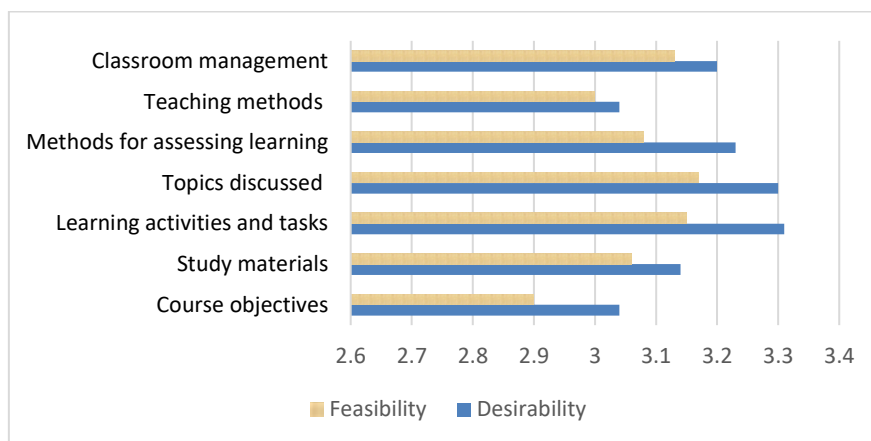 Classroom management
Teaching methods
Methods for assessing learning
Topics discussed
Learning activities and tasks
Study materials
Course objectives
2.6 2.7 2.8 2.9 3 3.1 3.2 3.3 3.4
Feasibility Desirability